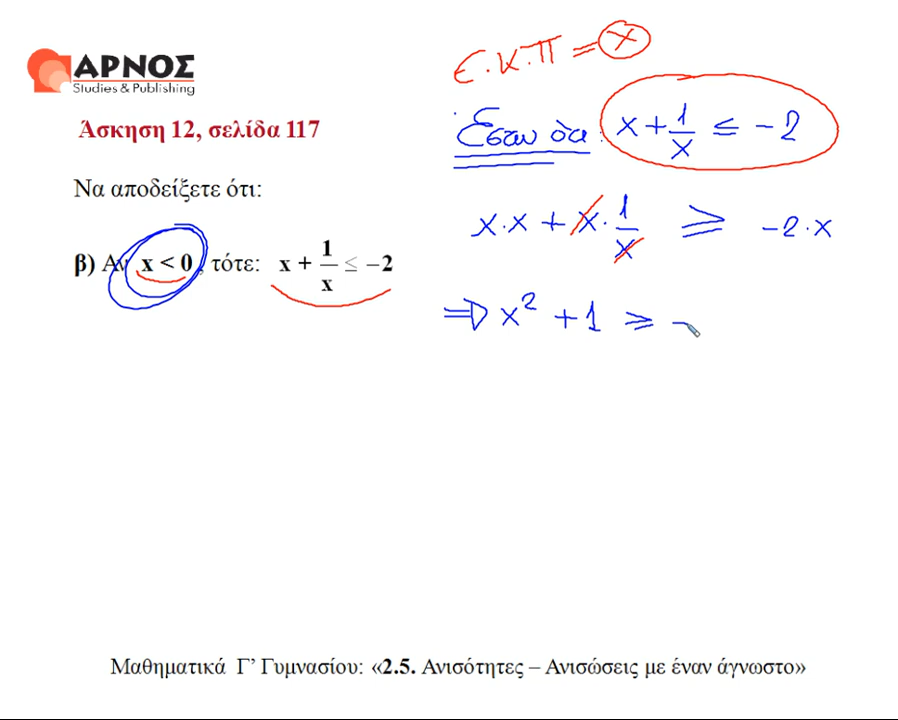 ΑΡΝΟΣ
Studies & Publishing
Άσκηση 12, σελίδα 117
Να αποδείξετε ότι:
β) Αν x < 0, τότε: x + 1/x ≤ −2
Ε.Κ.Π = x
Έστω ότι: x + 1/x ≤ −2
x·x + x·1/x ≥ −2·x
⇒ x² + 1 ≥ −
Μαθηματικά Γ’ Γυμνασίου: «2.5. Ανισότητες – Ανισώσεις με έναν άγνωστο»